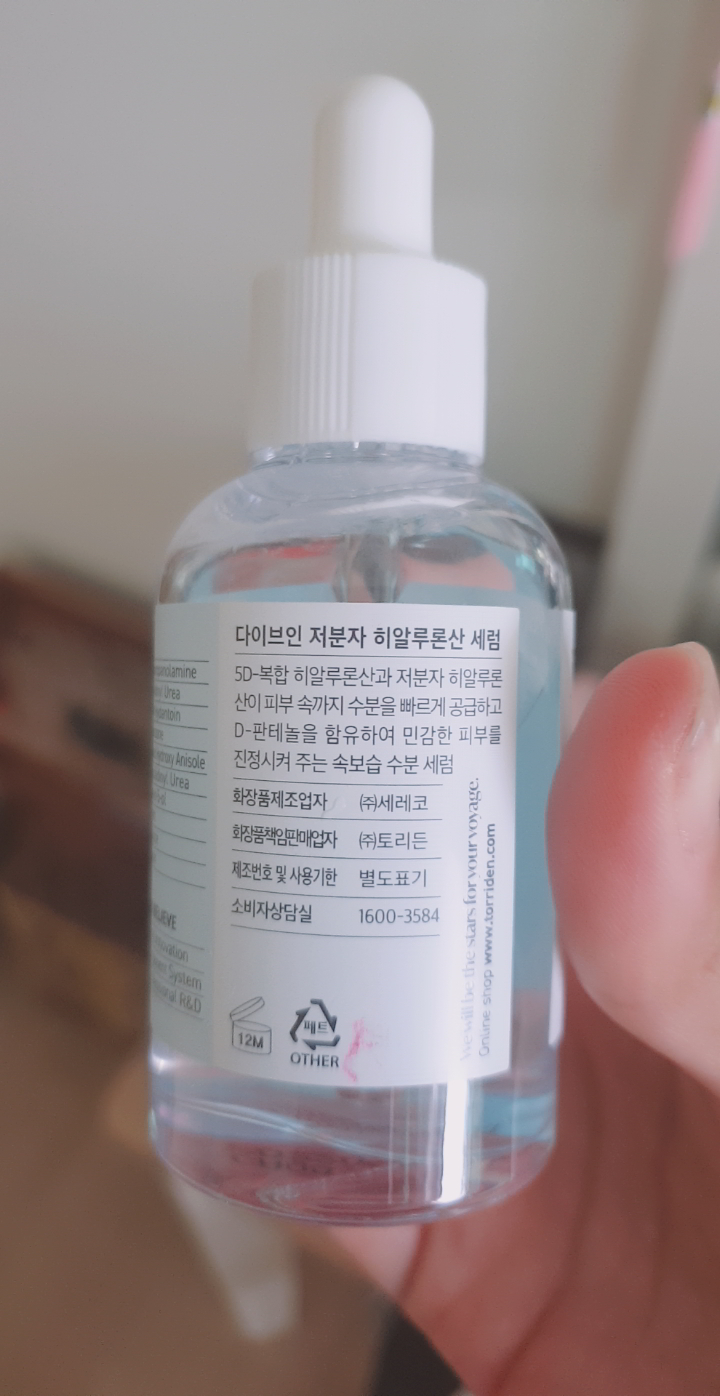 다이브인 저분자 히알루론산 세럼
5D-복합 히알루론산과 저분자 히알루론
산이 피부 속까지 수분을 빠르게 공급하고
D-판테놀을 함유하여 민감한 피부를
진정시켜 주는 속보습 수분 세럼
화장품제조업자 ㈜세레코
화장품책임판매업자 ㈜토리든
제조번호 및 사용기한 별도표기
소비자상담실 1600-3584
12M
페트
OTHER
We will be the stars for your voyage.
Online shop www.torriden.com
Urea
Anisole
Urea
System
R&D